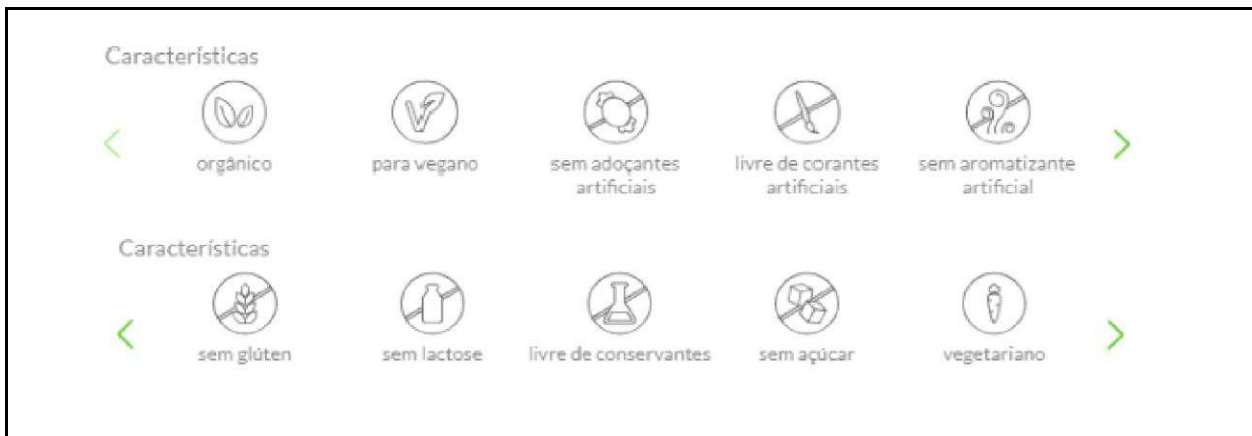 Características
orgânico
para vegano
sem adoçantes
artificiais
livre de corantes
artificiais
sem aromatizante
artificial
Características
sem glúten
sem lactose
livre de conservantes
sem açúcar
vegetariano